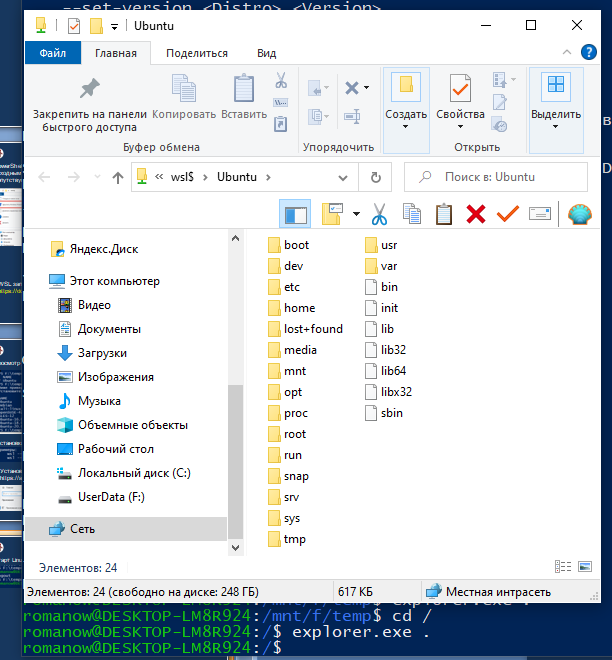 --set-version <Distro> <Version>
Ubuntu
Файл Главная Поделиться Вид
Закрепить на панели быстрого доступа
Копировать
Вставить
Создать
Свойства
Выделить
Буфер обмена
Упорядочить
Открыть
wsl$ > Ubuntu >
Поиск в: Ubuntu
Яндекс.Диск
Этот компьютер
Видео
Документы
Загрузки
Изображения
Музыка
Объемные объекты
Рабочий стол
Локальный диск (C:)
UserData (F:)
Сеть
boot
dev
etc
home
lost+found
media
mnt
opt
proc
root
run
snap
srv
sys
tmp
usr
var
bin
init
lib
lib32
lib64
libx32
sbin
Элементов: 24
Элементов: 24 (свободно на диске: 248 ГБ)
617 КБ
Местная интрасеть
romanow@DESKTOP-LM8R924:/mnt/f/temp$ explorer.exe .
romanow@DESKTOP-LM8R924:/mnt/f/temp$ cd /
romanow@DESKTOP-LM8R924:/$ explorer.exe .
romanow@DESKTOP-LM8R924:/$